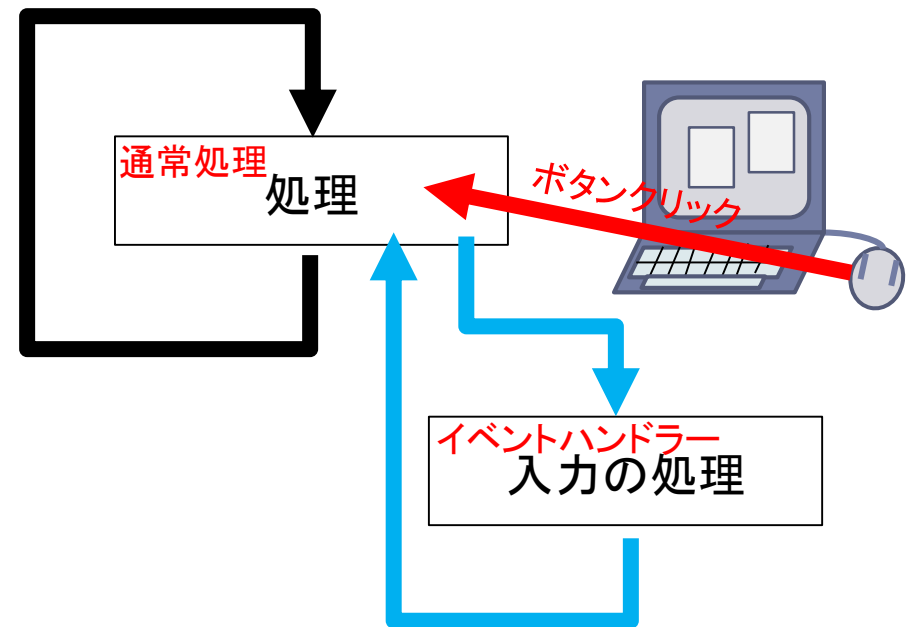 通常処理
処理
ボタンクリック
イベントハンドラー
入力の処理